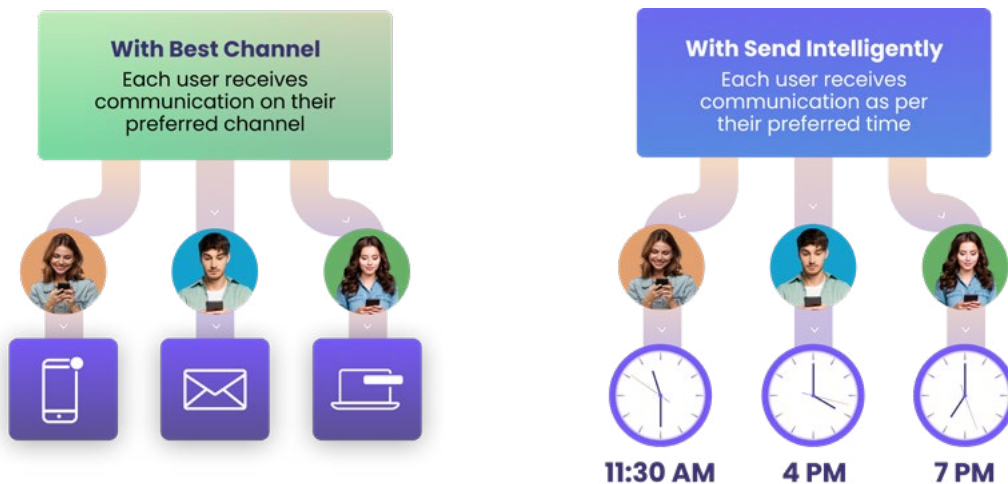 With Best Channel
Each user receives
communication on their
preferred channel
With Send Intelligently
Each user receives
communication as per
their preferred time
11:30 AM
4 PM
7 PM